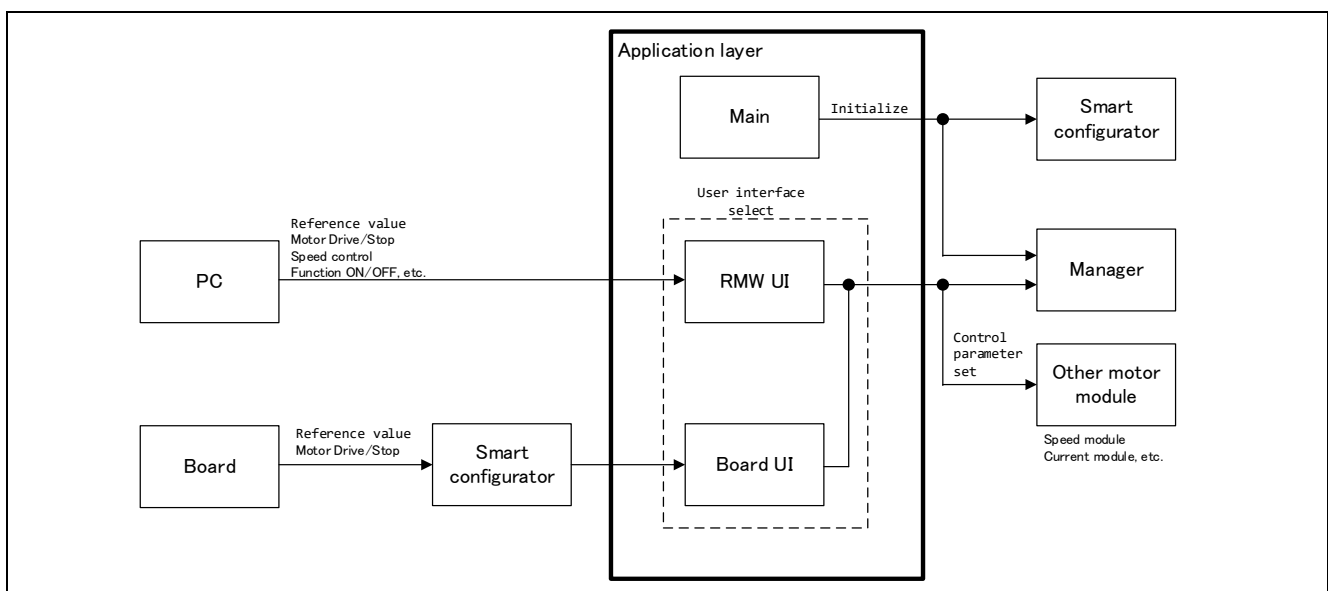 Application layer
Main
Initialize
Smart
configurator
User interface
select
Reference value
Motor Drive/Stop
Speed control
Function ON/OFF, etc.
PC
RMW UI
Manager
Control
parameter
set
Other motor
module
Speed module
Current module, etc.
Board
Reference value
Motor Drive/Stop
Smart
configurator
Board UI